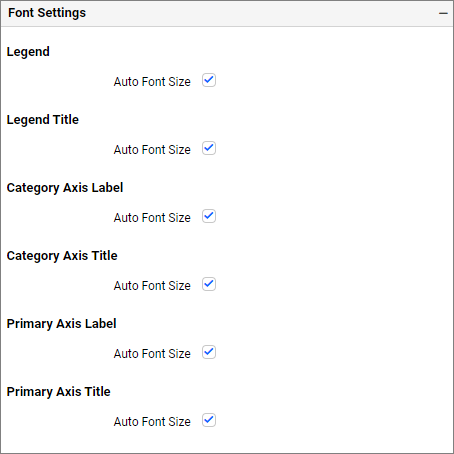 Font Settings
Legend
Auto Font Size
Legend Title
Auto Font Size
Category Axis Label
Auto Font Size
Category Axis Title
Auto Font Size
Primary Axis Label
Auto Font Size
Primary Axis Title
Auto Font Size